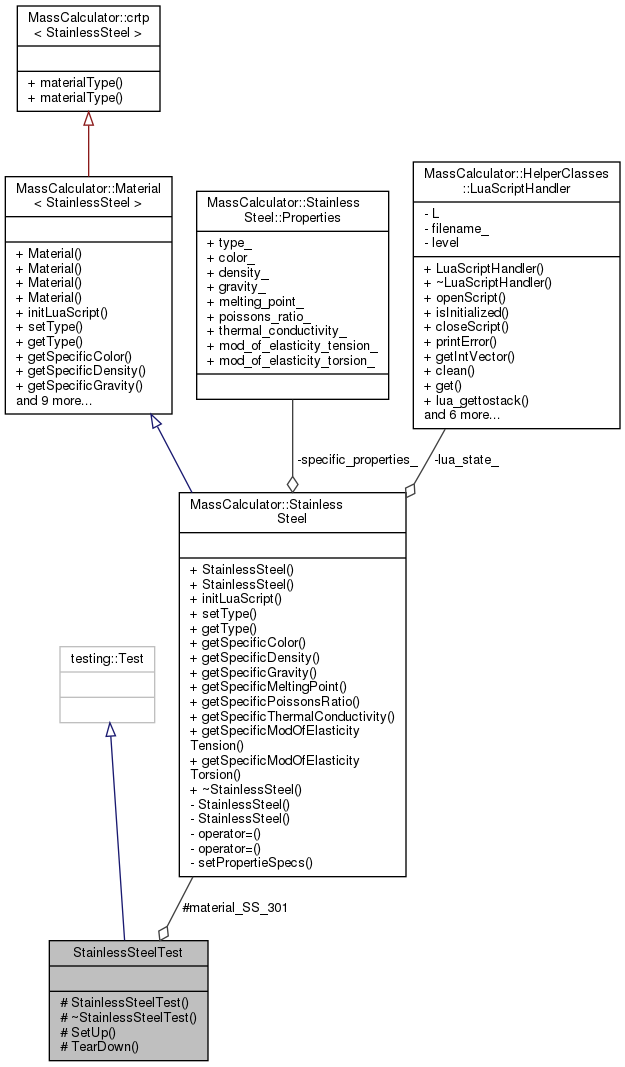 MassCalculator::crtp
< StainlessSteel >
+ materialType()
+ materialType()
MassCalculator::Material
< StainlessSteel >
+ Material()
+ Material()
+ Material()
+ Material()
+ initLuaScript()
+ setType()
+ getType()
+ getSpecificColor()
+ getSpecificDensity()
+ getSpecificGravity()
and 9 more...
MassCalculator::Stainless
Steel::Properties
+ type_
+ color_
+ density_
+ gravity_
+ melting_point_
+ poissons_ratio_
+ thermal_conductivity_
+ mod_of_elasticity_tension_
+ mod_of_elasticity_torsion_
MassCalculator::HelperClasses
::LuaScriptHandler
- L
- filename_
- level
+ LuaScriptHandler()
+ ~LuaScriptHandler()
+ openScript()
+ isInitialized()
+ closeScript()
+ printError()
+ getIntVector()
+ clean()
+ get()
+ lua_gettostack()
and 6 more...
-specific_properties_
-lua_state_
MassCalculator::Stainless
Steel
+ StainlessSteel()
+ StainlessSteel()
+ initLuaScript()
+ setType()
+ getType()
+ getSpecificColor()
+ getSpecificDensity()
+ getSpecificGravity()
+ getSpecificMeltingPoint()
+ getSpecificPoissonsRatio()
+ getSpecificThermalConductivity()
+ getSpecificModOfElasticity
Tension()
+ getSpecificModOfElasticity
Torsion()
+ ~StainlessSteel()
- StainlessSteel()
- StainlessSteel()
- operator=()
- operator=()
- setPropertieSpecs()
testing::Test
#material_SS_301
StainlessSteelTest
# StainlessSteelTest()
# ~StainlessSteelTest()
# SetUp()
# TearDown()